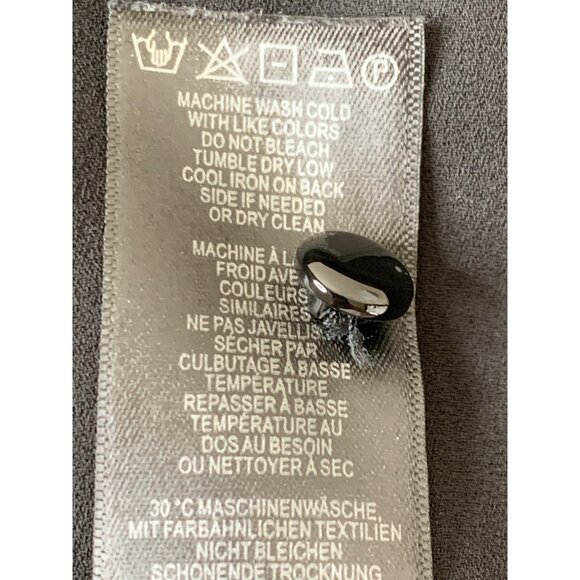 P
MACHINE WASH COLD
WITH LIKE COLORS
DO NOT BLEACH
TUMBLE DRY LOW
COOL IRON ON BACK
SIDE IF NEEDED
OR DRY CLEAN
MACHINE À
FROID
COULEURS
SIMILAIRES
NE PAS
SÉCHER PAR
CULBUTAGE À BASSE
TEMPÉRATURE
REPASSER À BASSE
TEMPÉRATURE AU
DOS AU BESOIN
OU NETTOYER À SEC
30 °C MASCHINENWÄSCHE,
MIT FARBÄHNLICHEN TEXTILIEN
NICHT BLEICHEN
SCHONENDE TROCKNUNG